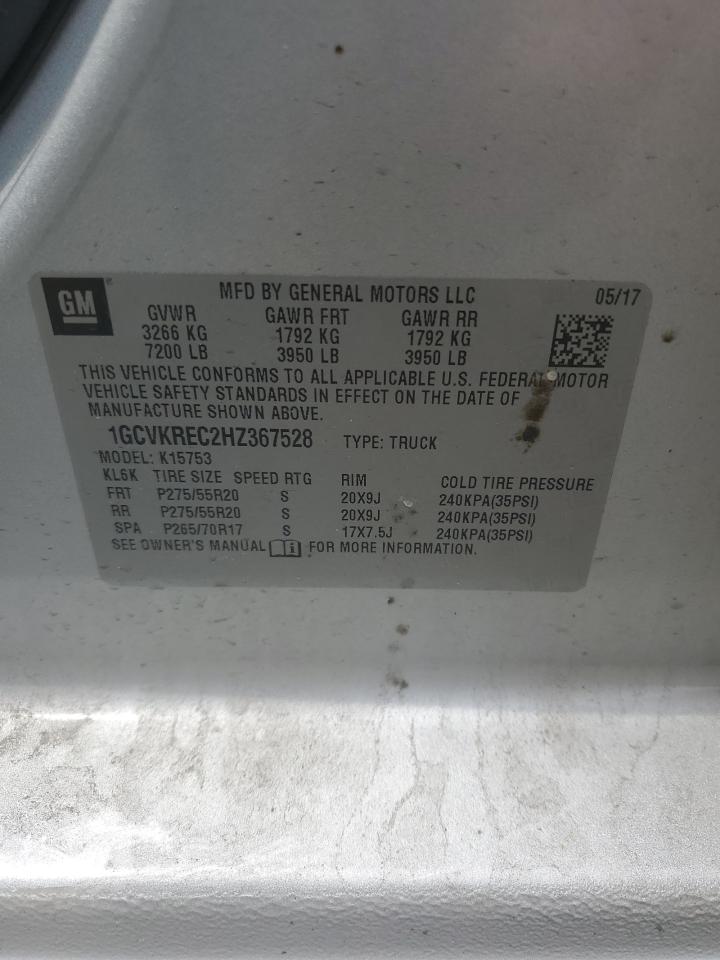 GM
MFD BY GENERAL MOTORS LLC 05/17
GVWR GAWR FRT GAWR RR
3266 KG 1792 KG 1792 KG
7200 LB 3950 LB 3950 LB
THIS VEHICLE CONFORMS TO ALL APPLICABLE U.S. FEDERAL MOTOR
VEHICLE SAFETY STANDARDS IN EFFECT ON THE DATE OF
MANUFACTURE SHOWN ABOVE.
1GCVKREC2HZ367528 TYPE: TRUCK
MODEL: K15753
KL6K TIRE SIZE SPEED RTG RIM COLD TIRE PRESSURE
FRT P275/55R20 S 20X9J 240KPA(35PSI)
RR P275/55R20 S 20X9J 240KPA(35PSI)
SPA P265/70R17 S 17X7.5J 240KPA(35PSI)
SEE OWNER'S MANUAL FOR MORE INFORMATION.